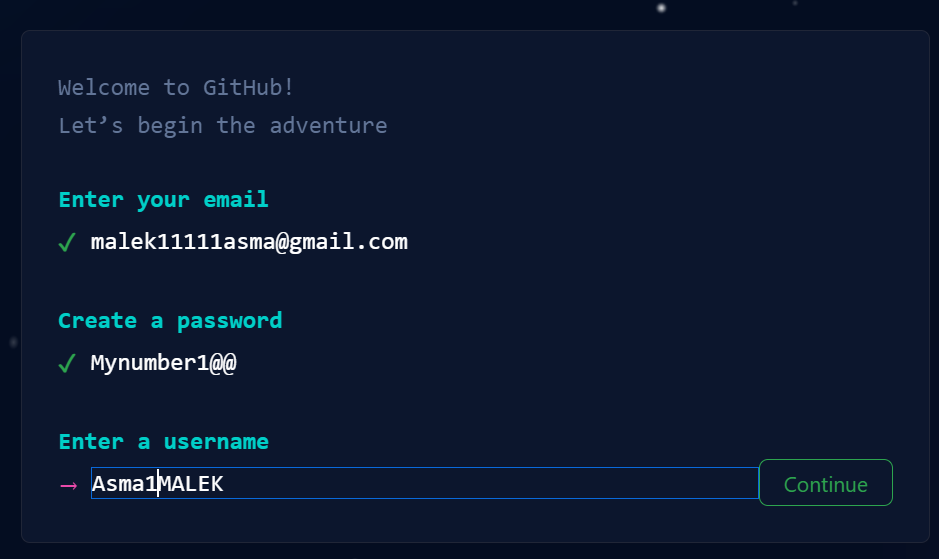 Welcome to GitHub!
Let’s begin the adventure
Enter your email
✓ malek11111asma@gmail.com
Create a password
✓ Mynumber1@@
Enter a username
→ Asma1MALEK
Continue